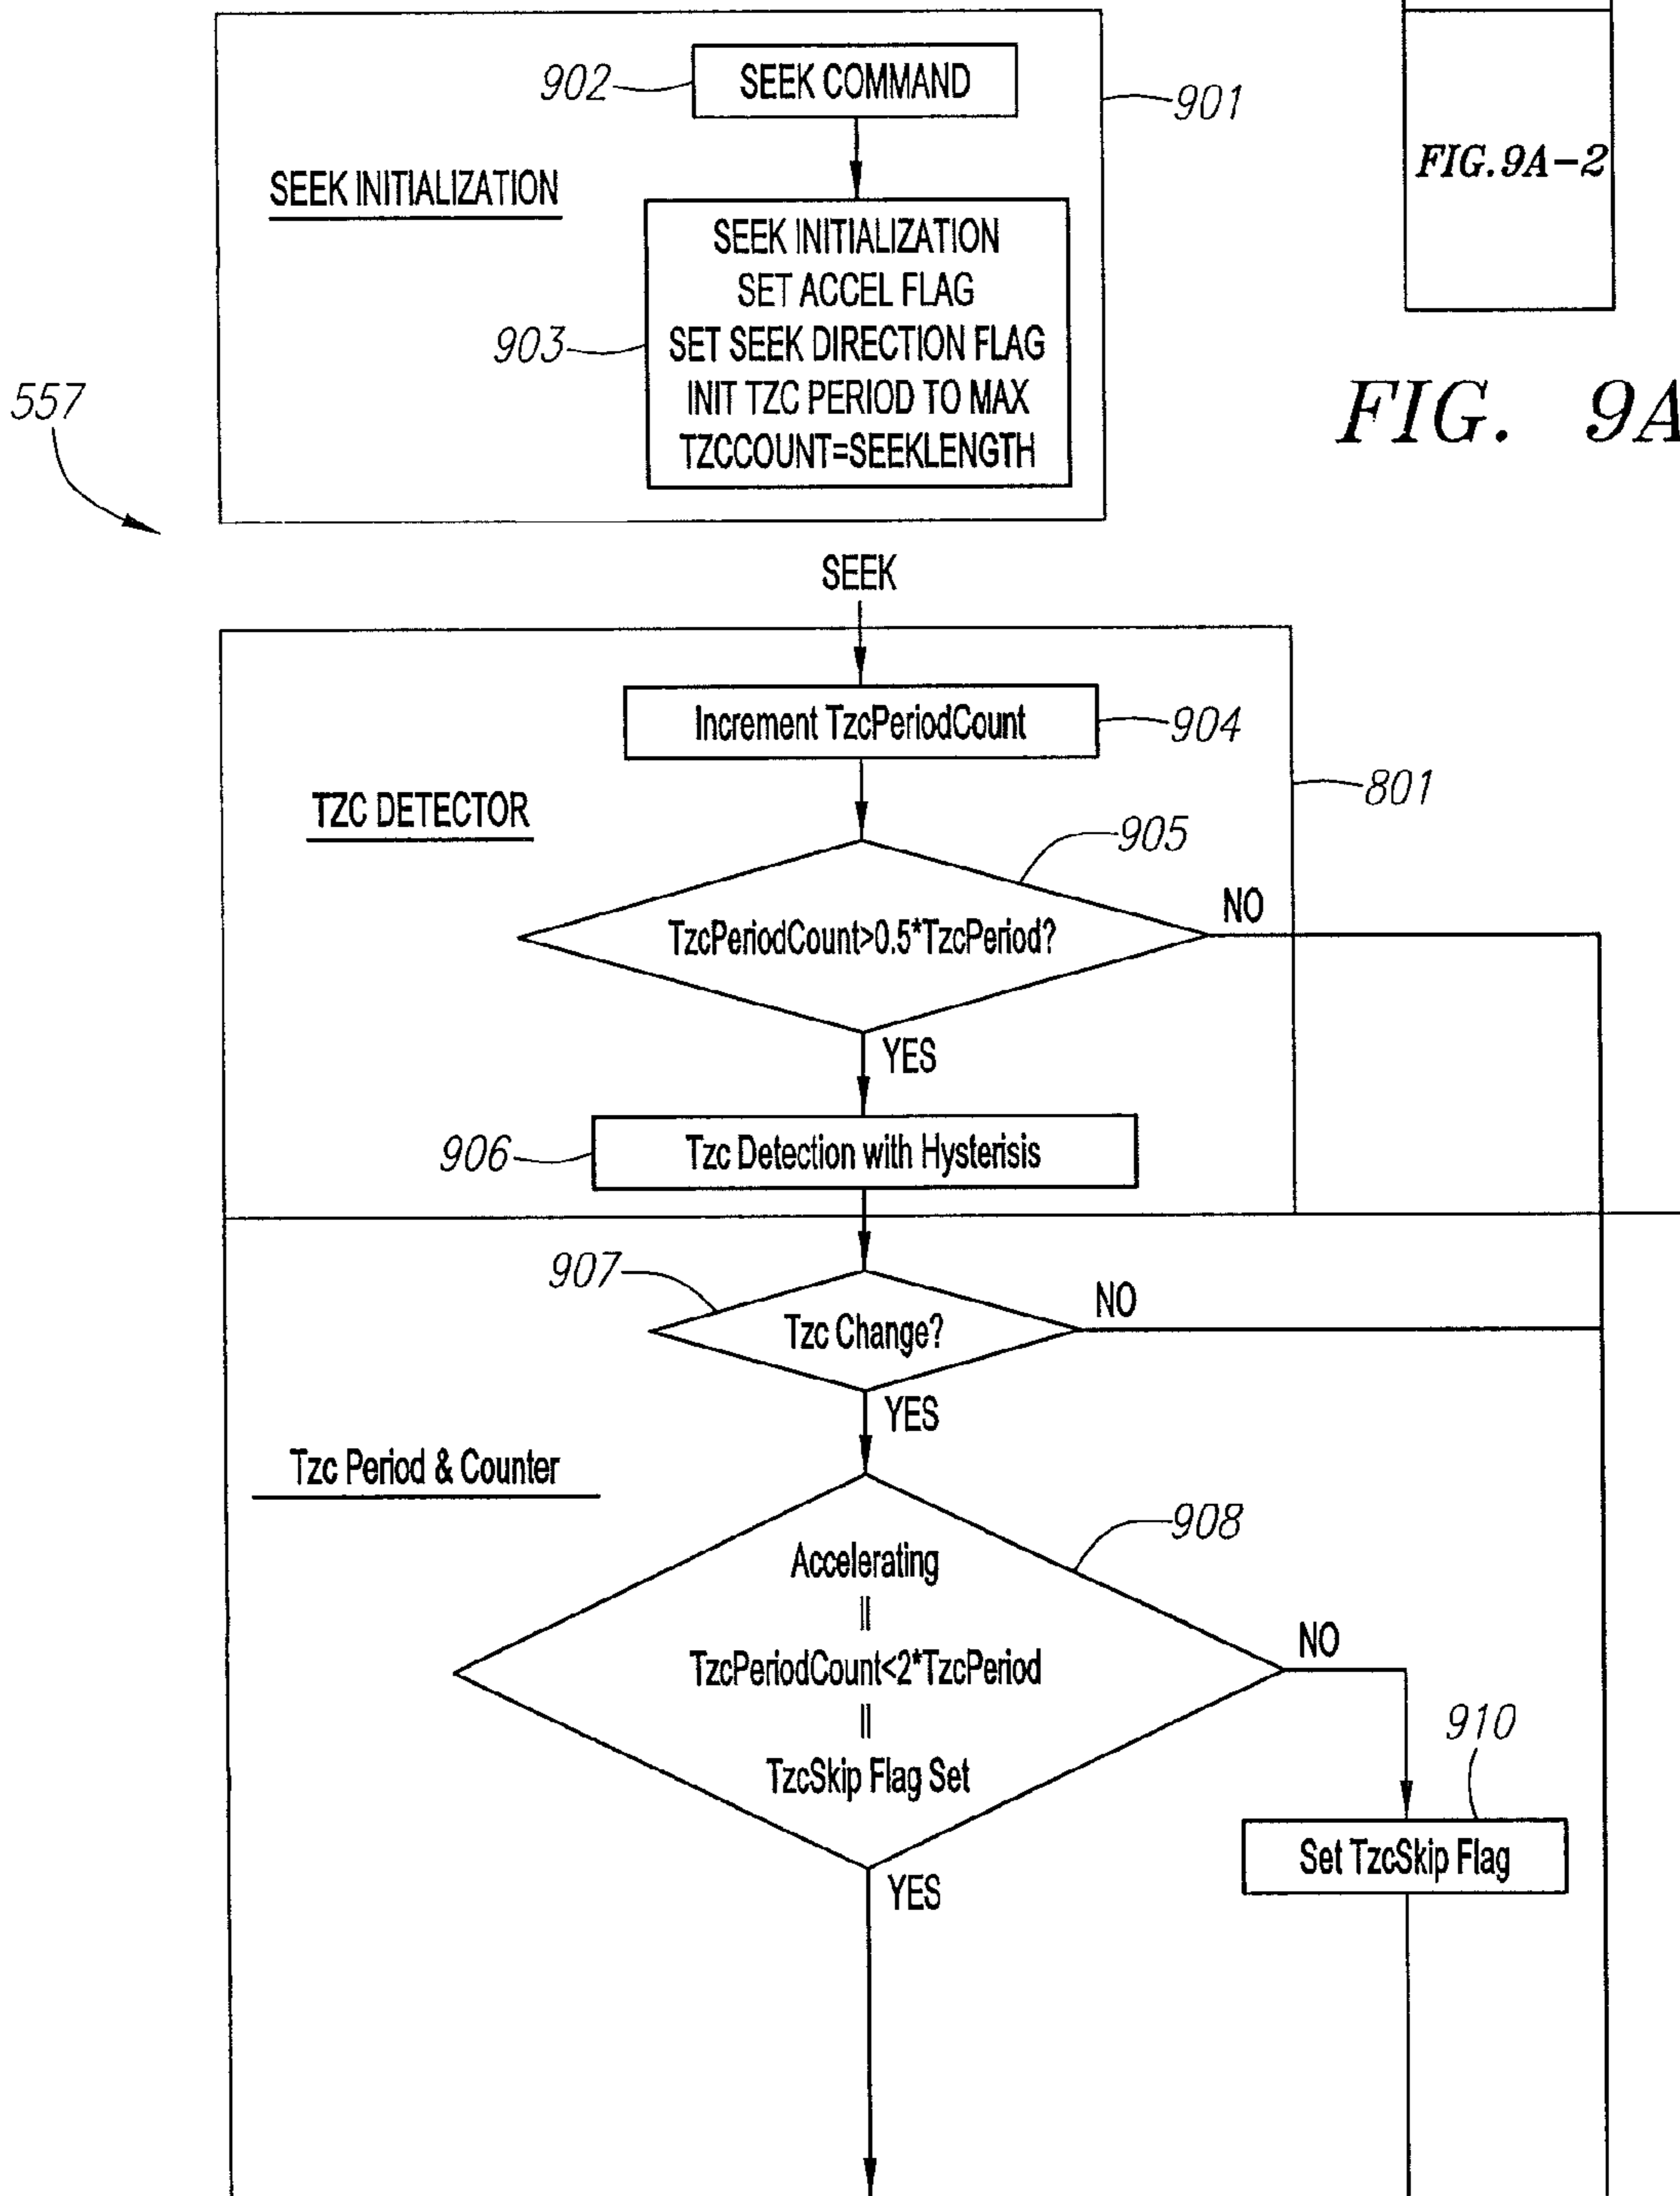 902
SEEK COMMAND
901
SEEK INITIALIZATION
FIG.9A-2
SEEK INITIALIZATION
SET ACCEL FLAG
903
SET SEEK DIRECTION FLAG
INIT TZC PERIOD TO MAX
TZCCOUNT=SEEKLENGTH
FIG. 9A
557
SEEK
Increment TzcPeriodCount
904
801
TZC DETECTOR
905
NO
TzcPeriodCount>0.5*TzcPeriod?
YES
906
Tzc Detection with Hysterisis
907
NO
Tzc Change?
YES
Tzc Period & Counter
908
Accelerating
||
NO
TzcPeriodCount<2*TzcPeriod
||
910
TzcSkip Flag Set
Set TzcSkip Flag
YES